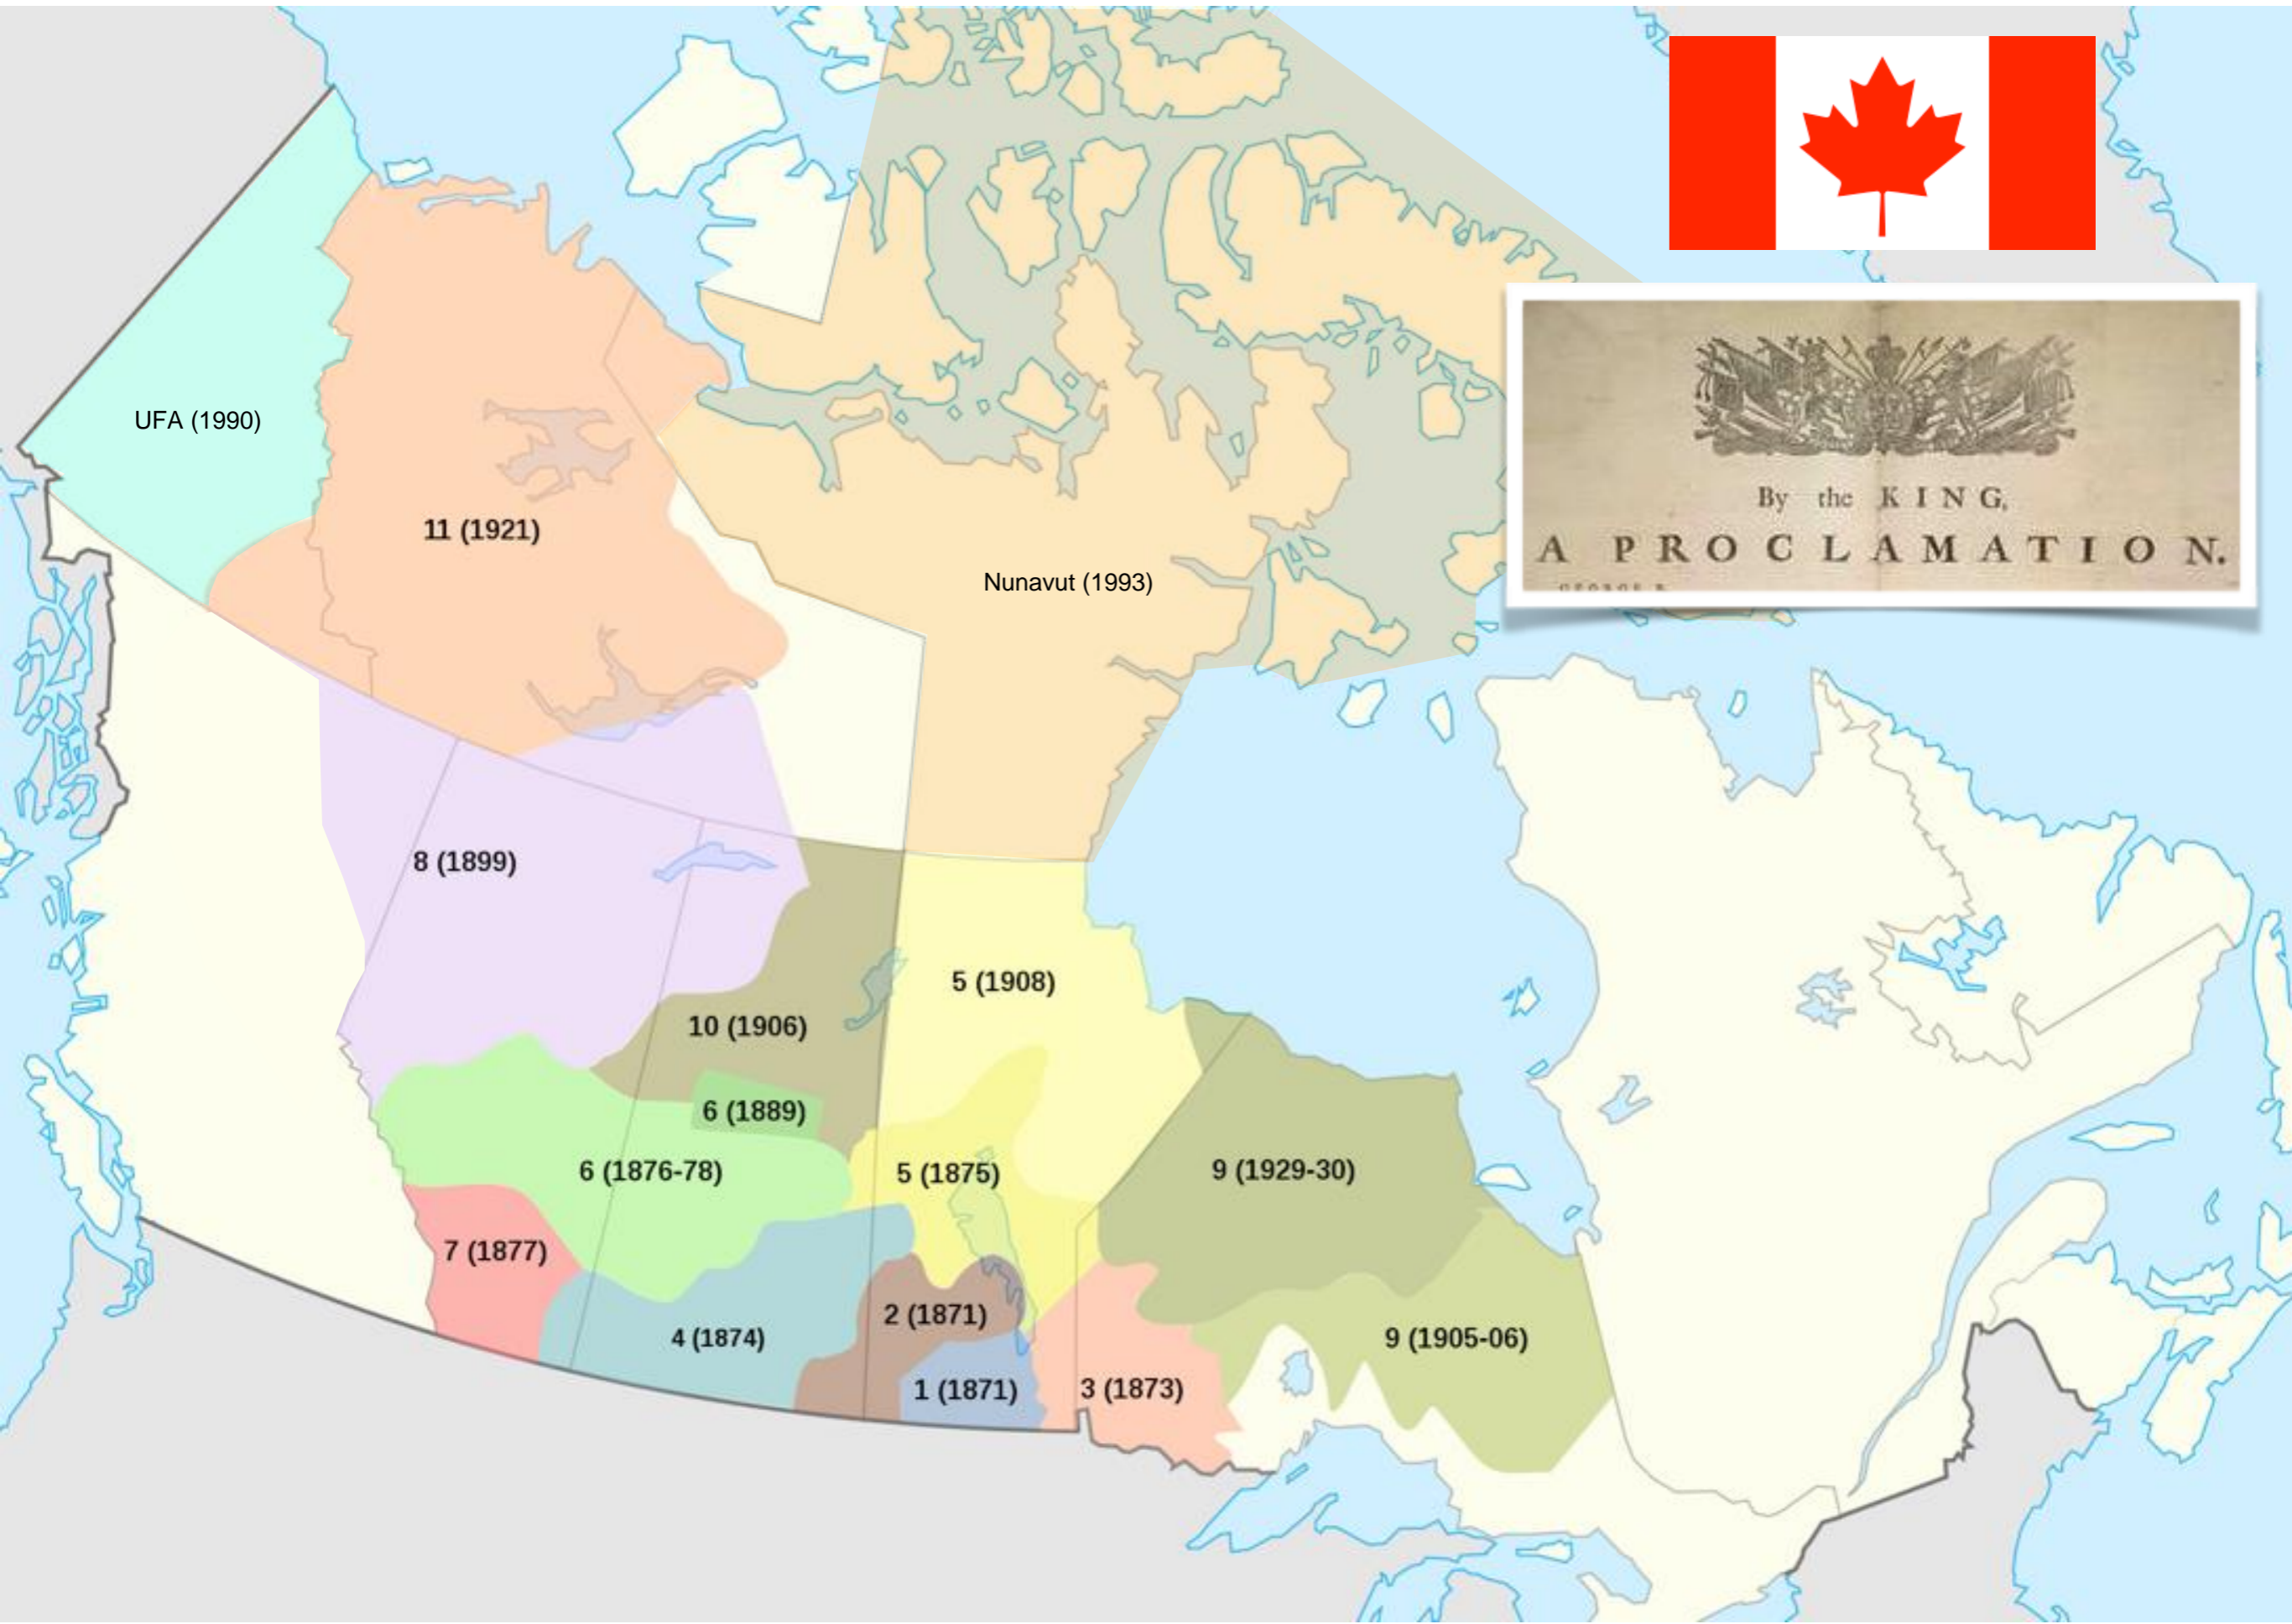 UFA (1990)
11 (1921)
Nunavut (1993)
By the KING,
A PROCLAMATION.
GEORGE R.
8 (1899)
5 (1908)
10 (1906)
6 (1889)
6 (1876-78)
5 (1875)
9 (1929-30)
7 (1877)
2 (1871)
4 (1874)
9 (1905-06)
1 (1871)
3 (1873)